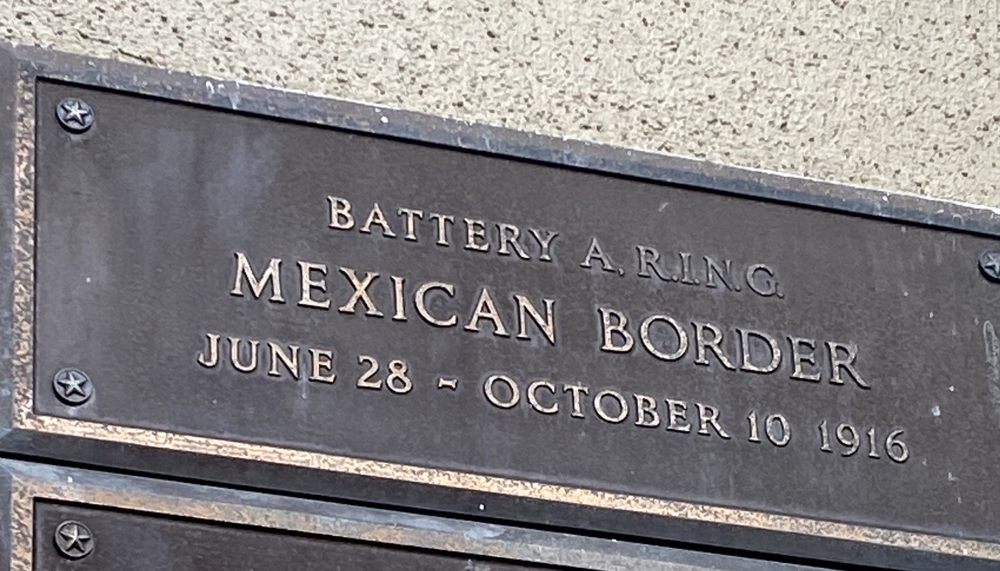 BATTERY A, R.I.N.G.
MEXICAN BORDER
JUNE 28 - OCTOBER 10 1916